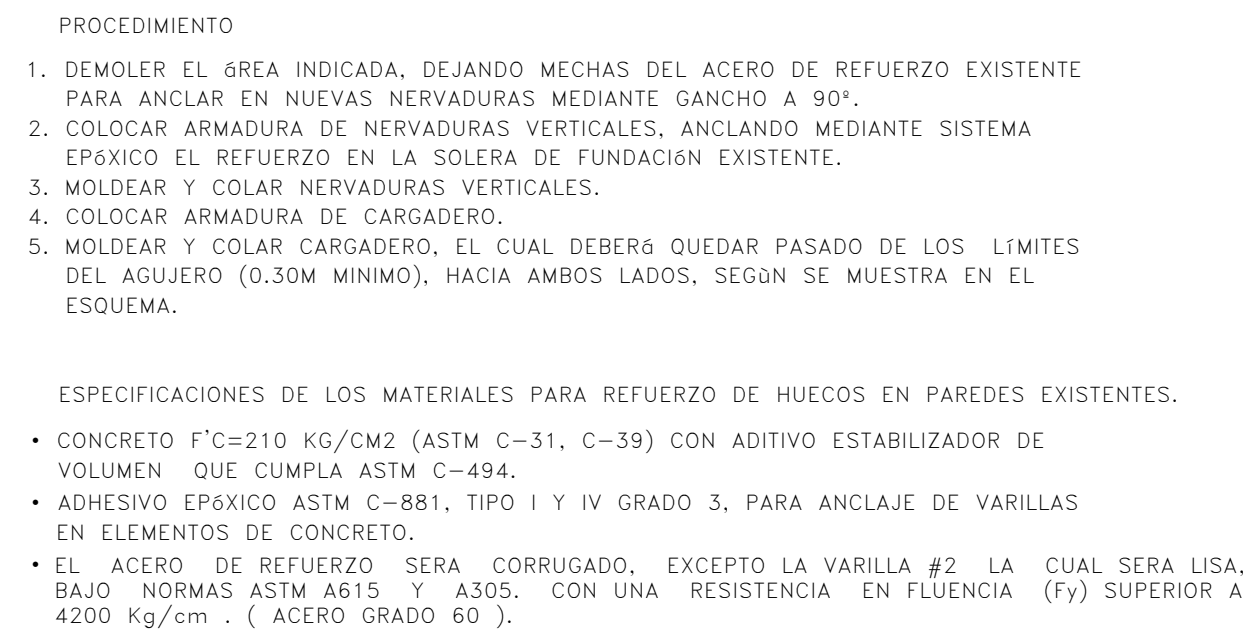 PROCEDIMIENTO
1. DEMOLER EL áREA INDICADA, DEJANDO MECHAS DEL ACERO DE REFUERZO EXISTENTE
PARA ANCLAR EN NUEVAS NERVADURAS MEDIANTE GANCHO A 90º.
2. COLOCAR ARMADURA DE NERVADURAS VERTICALES, ANCLANDO MEDIANTE SISTEMA
EPóXICO EL REFUERZO EN LA SOLERA DE FUNDACIóN EXISTENTE.
3. MOLDEAR Y COLAR NERVADURAS VERTICALES.
4. COLOCAR ARMADURA DE CARGADERO.
5. MOLDEAR Y COLAR CARGADERO, EL CUAL DEBERá QUEDAR PASADO DE LOS LíMITES
DEL AGUJERO (0.30M MINIMO), HACIA AMBOS LADOS, SEGùN SE MUESTRA EN EL
ESQUEMA.
ESPECIFICACIONES DE LOS MATERIALES PARA REFUERZO DE HUECOS EN PAREDES EXISTENTES.
• CONCRETO F'C=210 KG/CM2 (ASTM C-31, C-39) CON ADITIVO ESTABILIZADOR DE
VOLUMEN QUE CUMPLA ASTM C-494.
• ADHESIVO EPóXICO ASTM C-881, TIPO I Y IV GRADO 3, PARA ANCLAJE DE VARILLAS
EN ELEMENTOS DE CONCRETO.
• EL ACERO DE REFUERZO SERA CORRUGADO, EXCEPTO LA VARILLA #2 LA CUAL SERA LISA,
BAJO NORMAS ASTM A615 Y A305. CON UNA RESISTENCIA EN FLUENCIA (Fy) SUPERIOR A
4200 Kg/cm . ( ACERO GRADO 60 ).